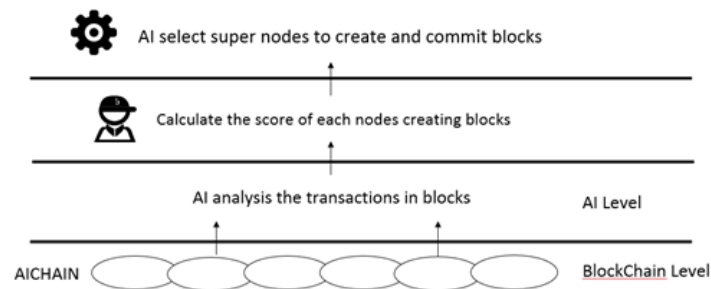 AI select super nodes to create and commit blocks
S
Calculate the score of each nodes creating blocks
AI analysis the transactions in blocks
AI Level
AICHAIN
BlockChain Level